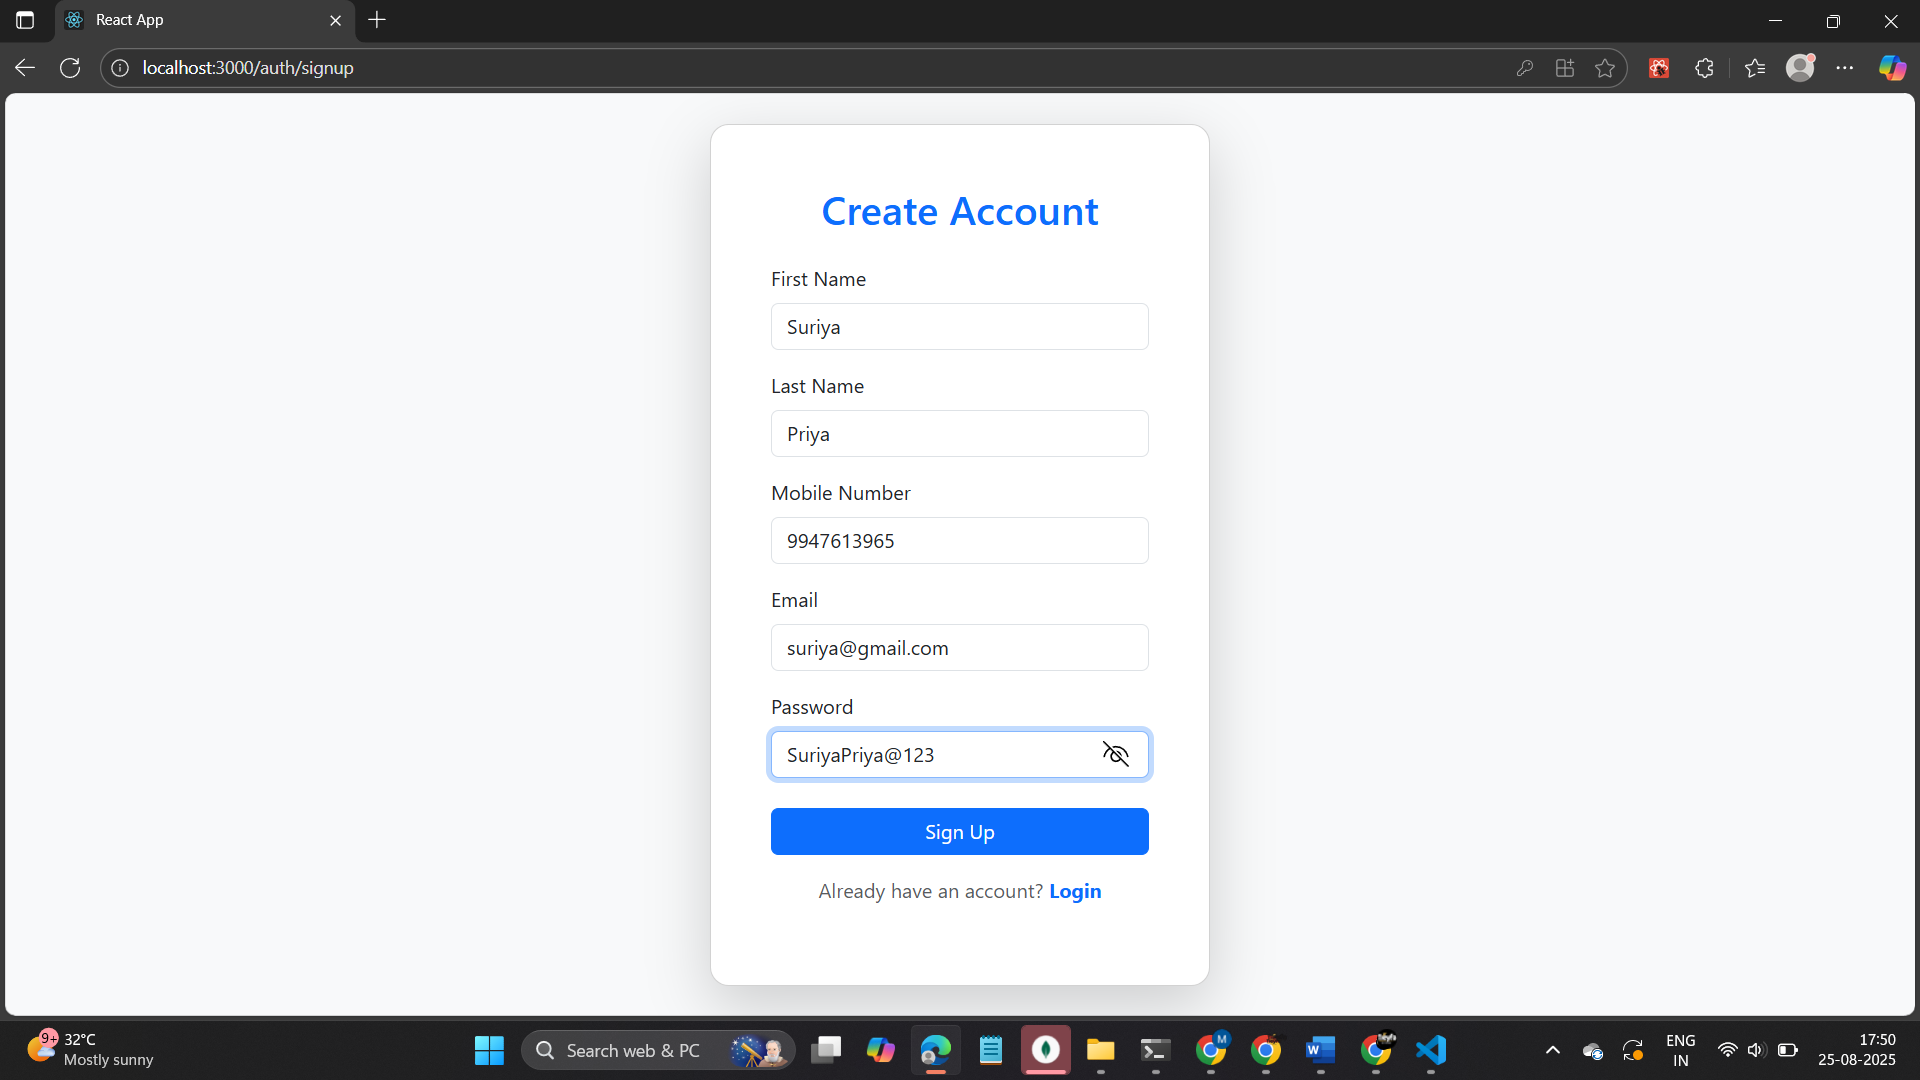 React App
localhost:3000/auth/signup
Create Account
First Name
Suriya
Last Name
Priya
Mobile Number
9947613965
Email
suriya@gmail.com
Password
SuriyaPriya@123
Sign Up
Already have an account? Login
9+
32°C
Mostly sunny
Search web & PC
M
W
ENG
IN
17:50
25-08-2025